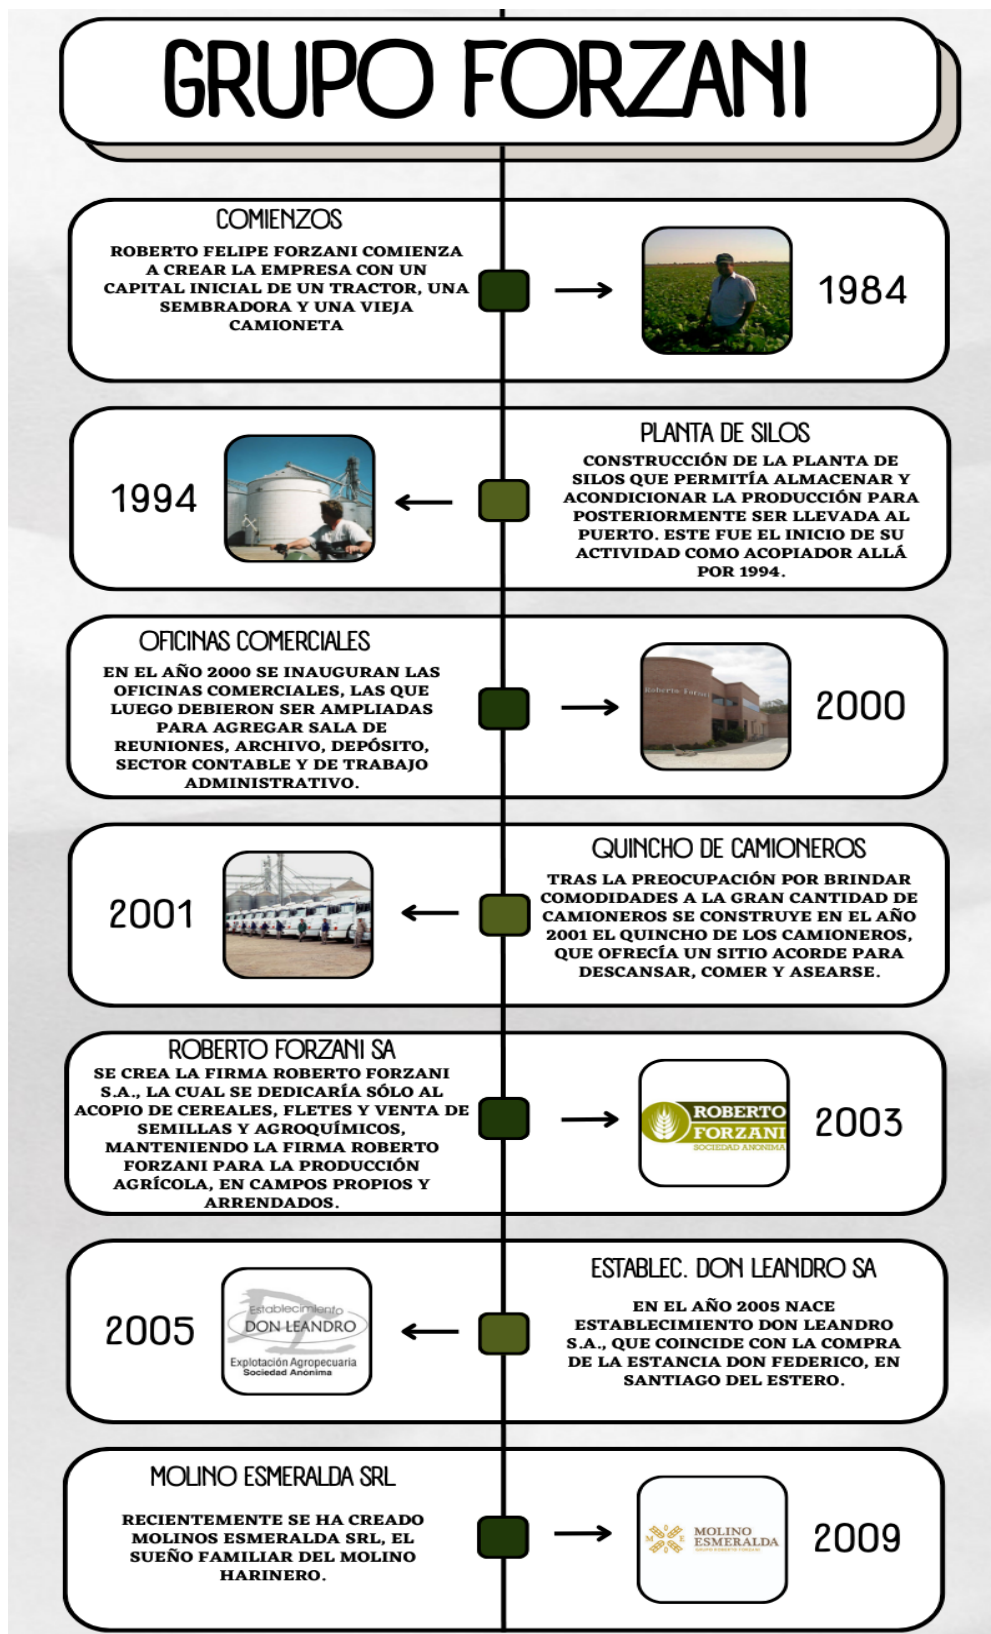 GRUPO FORZANI
COMIENZOS
ROBERTO FELIPE FORZANI COMIENZA
A CREAR LA EMPRESA CON UN
CAPITAL INICIAL DE UN TRACTOR, UNA
SEMBRADORA Y UNA VIEJA
CAMIONETA
1984
1994
PLANTA DE SILOS
CONSTRUCCIÓN DE LA PLANTA DE
SILOS QUE PERMITÍA ALMACENAR Y
ACONDICIONAR LA PRODUCCIÓN PARA
POSTERIORMENTE SER LLEVADA AL
PUERTO. ESTE FUE EL INICIO DE SU
ACTIVIDAD COMO ACOPIADOR ALLÁ
POR 1994.
OFICINAS COMERCIALES
EN EL AÑO 2000 SE INAUGURAN LAS
OFICINAS COMERCIALES, LAS QUE
LUEGO DEBIERON SER AMPLIADAS
PARA AGREGAR SALA DE
REUNIONES, ARCHIVO, DEPÓSITO,
SECTOR CONTABLE Y DE TRABAJO
ADMINISTRATIVO.
Roberto Forzani
2000
2001
QUINCHO DE CAMIONEROS
TRAS LA PREOCUPACIÓN POR BRINDAR
COMODIDADES A LA GRAN CANTIDAD DE
CAMIONEROS SE CONSTRUYE EN EL AÑO
2001 EL QUINCHO DE LOS CAMIONEROS,
QUE OFRECÍA UN SITIO ACORDE PARA
DESCANSAR, COMER Y ASEARSE.
ROBERTO FORZANI SA
SE CREA LA FIRMA ROBERTO FORZANI
S.A., LA CUAL SE DEDICARÍA SÓLO AL
ACOPIO DE CEREALES, FLETES Y VENTA DE
SEMILLAS Y AGROQUÍMICOS,
MANTENIENDO LA FIRMA ROBERTO
FORZANI PARA LA PRODUCCIÓN
AGRÍCOLA, EN CAMPOS PROPIOS Y
ARRENDADOS.
ROBERTO
FORZANI
SOCIEDAD ANONIMA
2003
2005
Establecimiento
DON LEANDRO
Explotación Agropecuaria
Sociedad Anónima
ESTABLEC. DON LEANDRO SA
EN EL AÑO 2005 NACE
ESTABLECIMIENTO DON LEANDRO
S.A., QUE COINCIDE CON LA COMPRA
DE LA ESTANCIA DON FEDERICO, EN
SANTIAGO DEL ESTERO.
MOLINO ESMERALDA SRL
RECIENTEMENTE SE HA CREADO
MOLINOS ESMERALDA SRL, EL
SUEÑO FAMILIAR DEL MOLINO
HARINERO.
M E
MOLINO
ESMERALDA
GRUPO ROBERTO FORZANI
2009